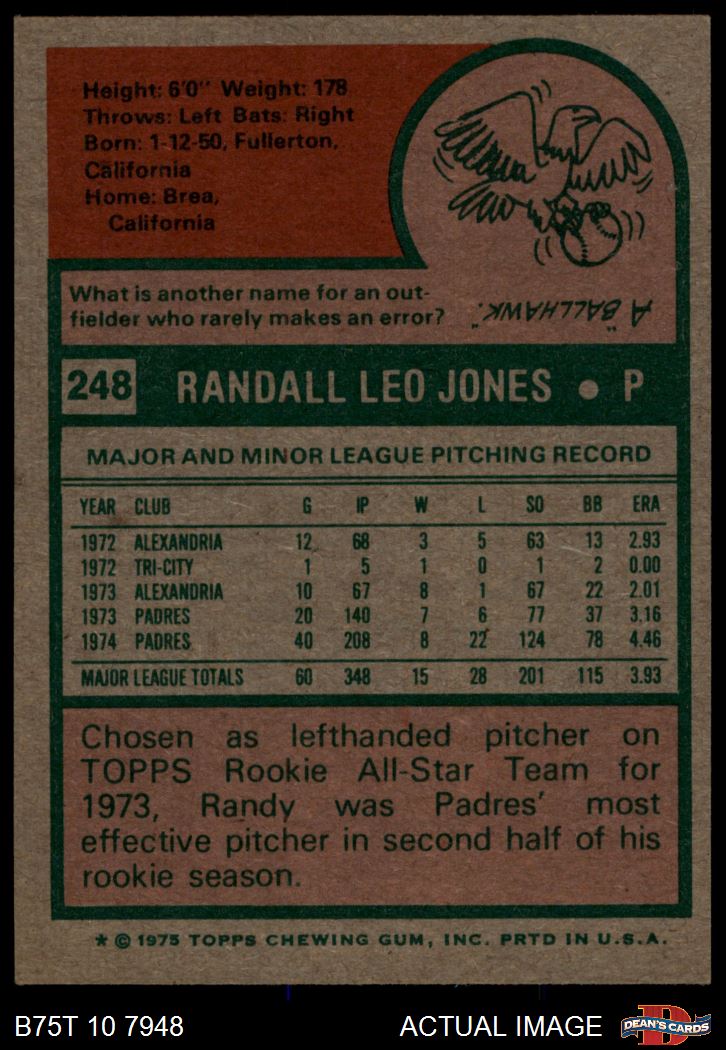 Height: 6'0" Weight: 178
Throws: Left Bats: Right
Born: 1-12-50, Fullerton,
California
Home: Brea,
California
What is another name for an out-
fielder who rarely makes an error?
A "BALLHAWK."
248 RANDALL LEO JONES • P
MAJOR AND MINOR LEAGUE PITCHING RECORD
YEAR CLUB G IP W L SO BB ERA
1972 ALEXANDRIA 12 68 3 5 63 13 2.93
1972 TRI-CITY 1 5 1 0 1 2 0.00
1973 ALEXANDRIA 10 67 8 1 67 22 2.01
1973 PADRES 20 140 7 6 77 37 3.16
1974 PADRES 40 208 8 22 124 78 4.46
MAJOR LEAGUE TOTALS 60 348 15 28 201 115 3.93
Chosen as lefthanded pitcher on
TOPPS Rookie All-Star Team for
1973, Randy was Padres' most
effective pitcher in second half of his
rookie season.
* © 1975 TOPPS CHEWING GUM, INC. PRTD IN U.S.A.
B75T 10 7948 ACTUAL IMAGE
D
DEAN'S CARDS